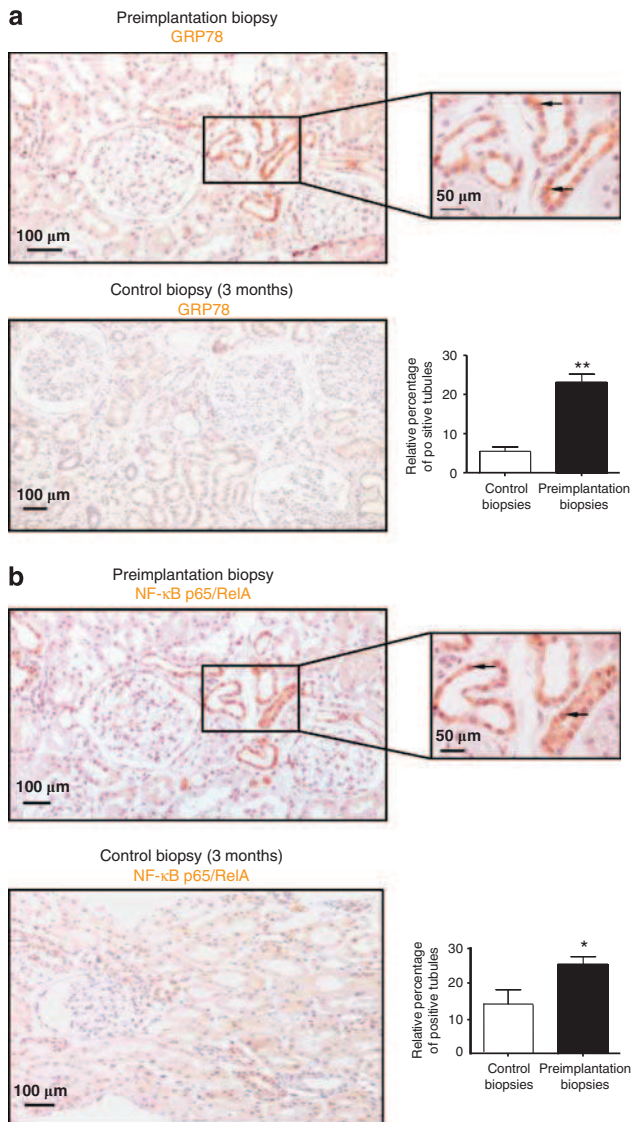 a
Preimplantation biopsy
GRP78
100 µm
50 µm
Control biopsy (3 months)
GRP78
100 µm
Relative percentage
of po sitive tubules
30
20
10
0
**
Control
biopsies
Preimplantation
biopsies
b
Preimplantation biopsy
NF-κB p65/RelA
100 µm
50 µm
Control biopsy (3 months)
NF-κB p65/RelA
100 µm
Relative percentage
of positive tubules
30
20
10
0
*
Control
biopsies
Preimplantation
biopsies